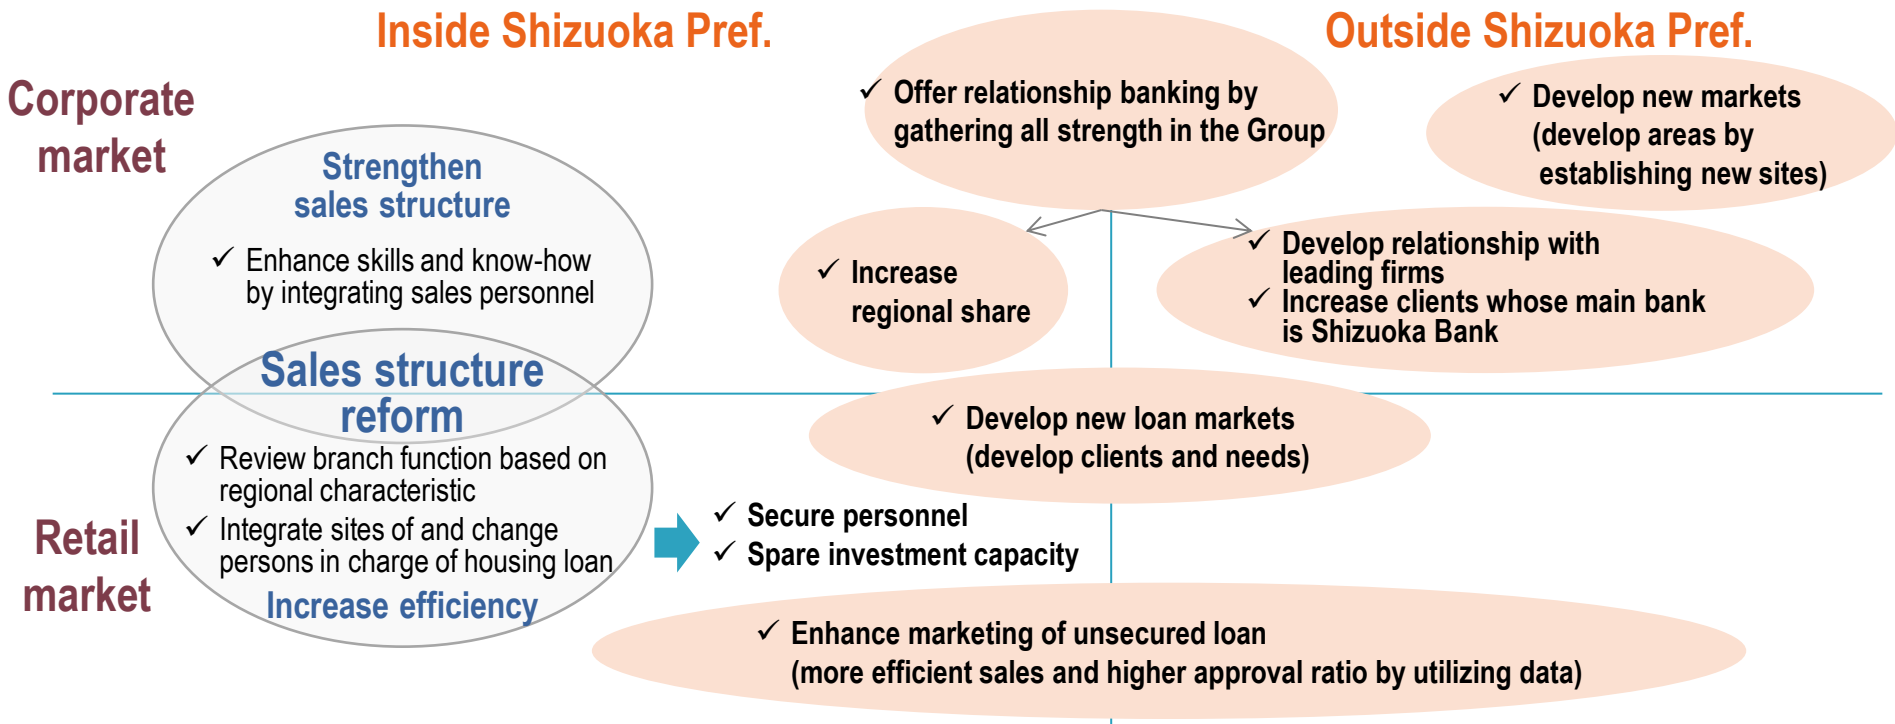 Inside Shizuoka Pref.
Outside Shizuoka Pref.
Corporate
market
Strengthen
sales structure
✓ Enhance skills and know-how
by integrating sales personnel
✓ Offer relationship banking by
gathering all strength in the Group
✓ Develop new markets
(develop areas by
establishing new sites)
✓ Increase
regional share
✓ Develop relationship with
leading firms
✓ Increase clients whose main bank
is Shizuoka Bank
Sales structure
reform
✓ Develop new loan markets
(develop clients and needs)
Retail
market
✓ Review branch function based on
regional characteristic
✓ Integrate sites of and change
persons in charge of housing loan
Increase efficiency
✓ Secure personnel
✓ Spare investment capacity
✓ Enhance marketing of unsecured loan
(more efficient sales and higher approval ratio by utilizing data)